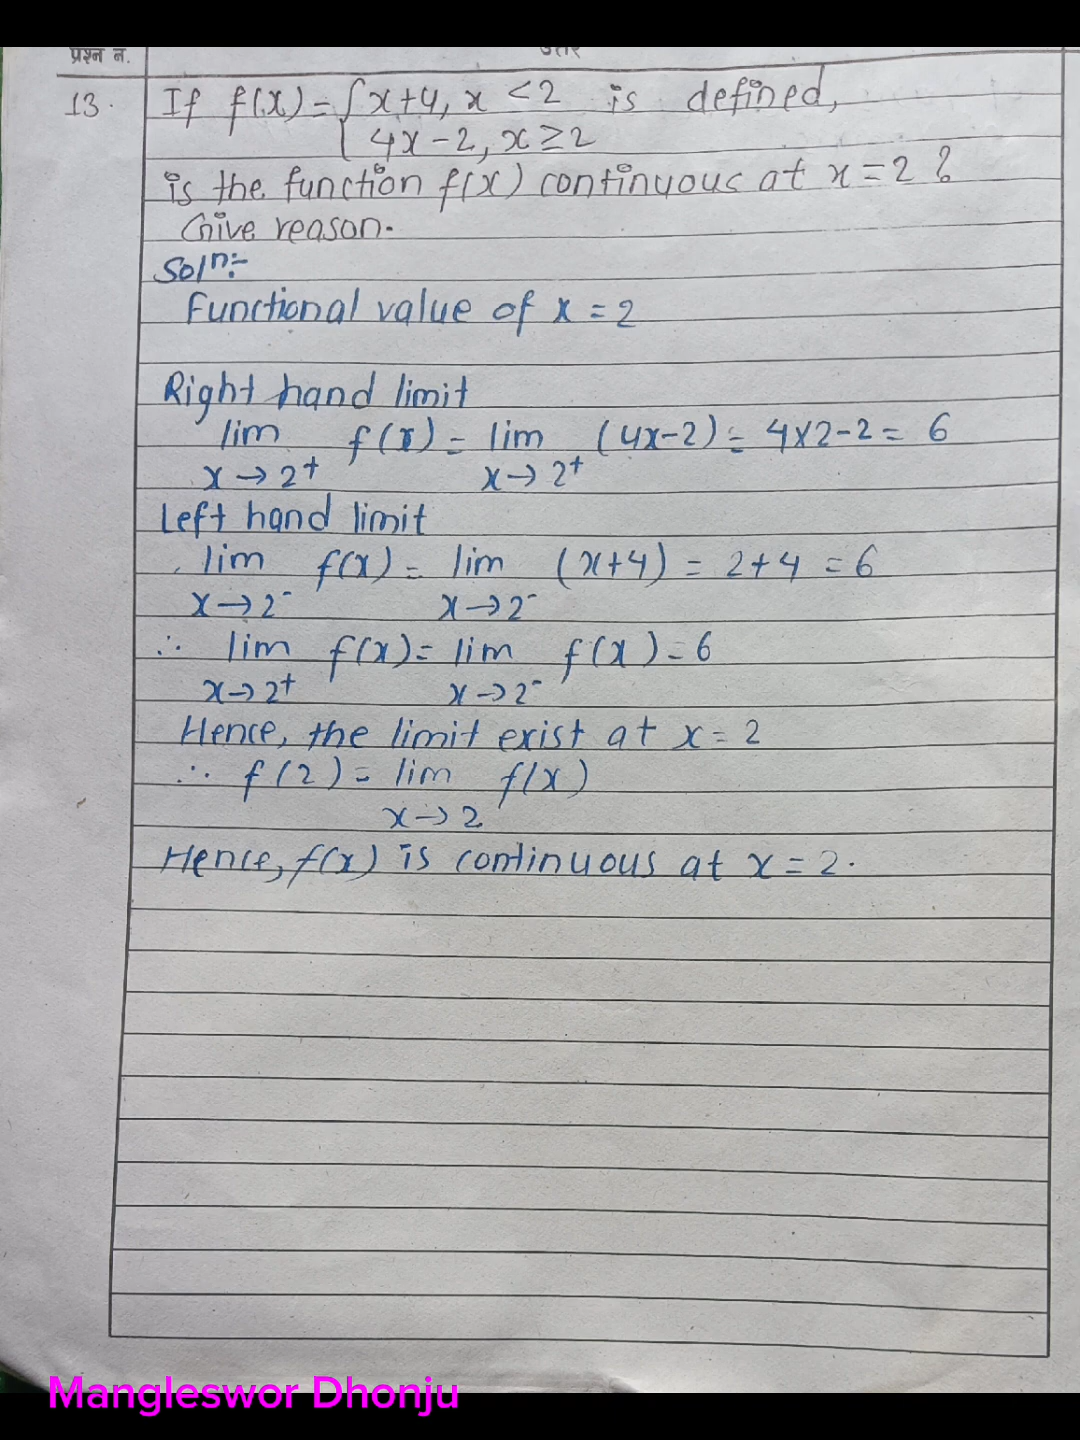 प्रश्न न.
उत्तर
13. If f(x) = { x+4, x < 2 is defined,
4x-2, x ≥ 2
is the function f(x) continuous at x = 2 ?
Give reason.
Solⁿ:-
Functional value of x = 2
Right hand limit
lim f(x) = lim (4x-2) = 4x2-2 = 6
x → 2⁺ x → 2⁺
Left hand limit
lim f(x) = lim (x+4) = 2+4 = 6
x → 2⁻ x → 2⁻
∴ lim f(x) = lim f(x) = 6
x → 2⁺ x → 2⁻
Hence, the limit exist at x = 2
∴ f(2) = lim f(x)
x → 2
Hence, f(x) is continuous at x = 2.
Mangleswor Dhonju